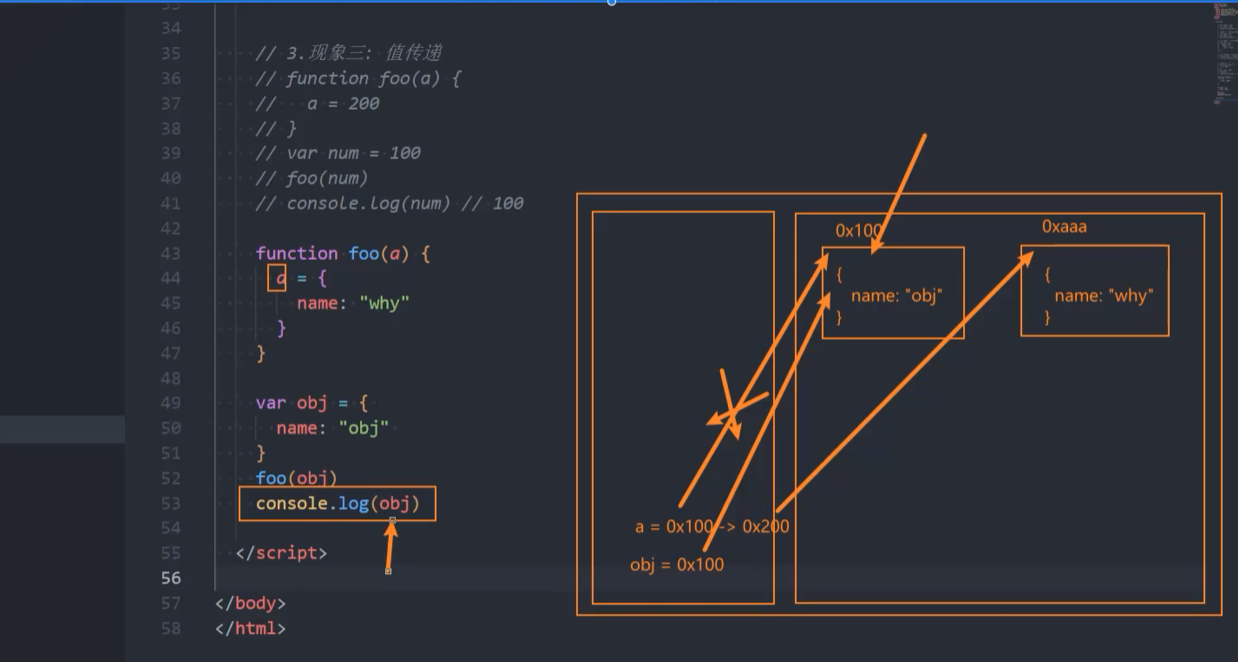 33
34
35 // 3.现象三: 值传递
36 // function foo(a) {
37 //   a = 200
38 // }
39 // var num = 100
40 // foo(num)
41 // console.log(num) // 100
42
43 function foo(a) {
44 a = {
45 name: "why"
46 }
47 }
48
49 var obj = {
50 name: "obj"
51 }
52 foo(obj)
53 console.log(obj)
54
55 </script>
56
57 </body>
58 </html>
0x100
{
name: "obj"
}
0xaaa
{
name: "why"
}
a = 0x100 -> 0x200
obj = 0x100